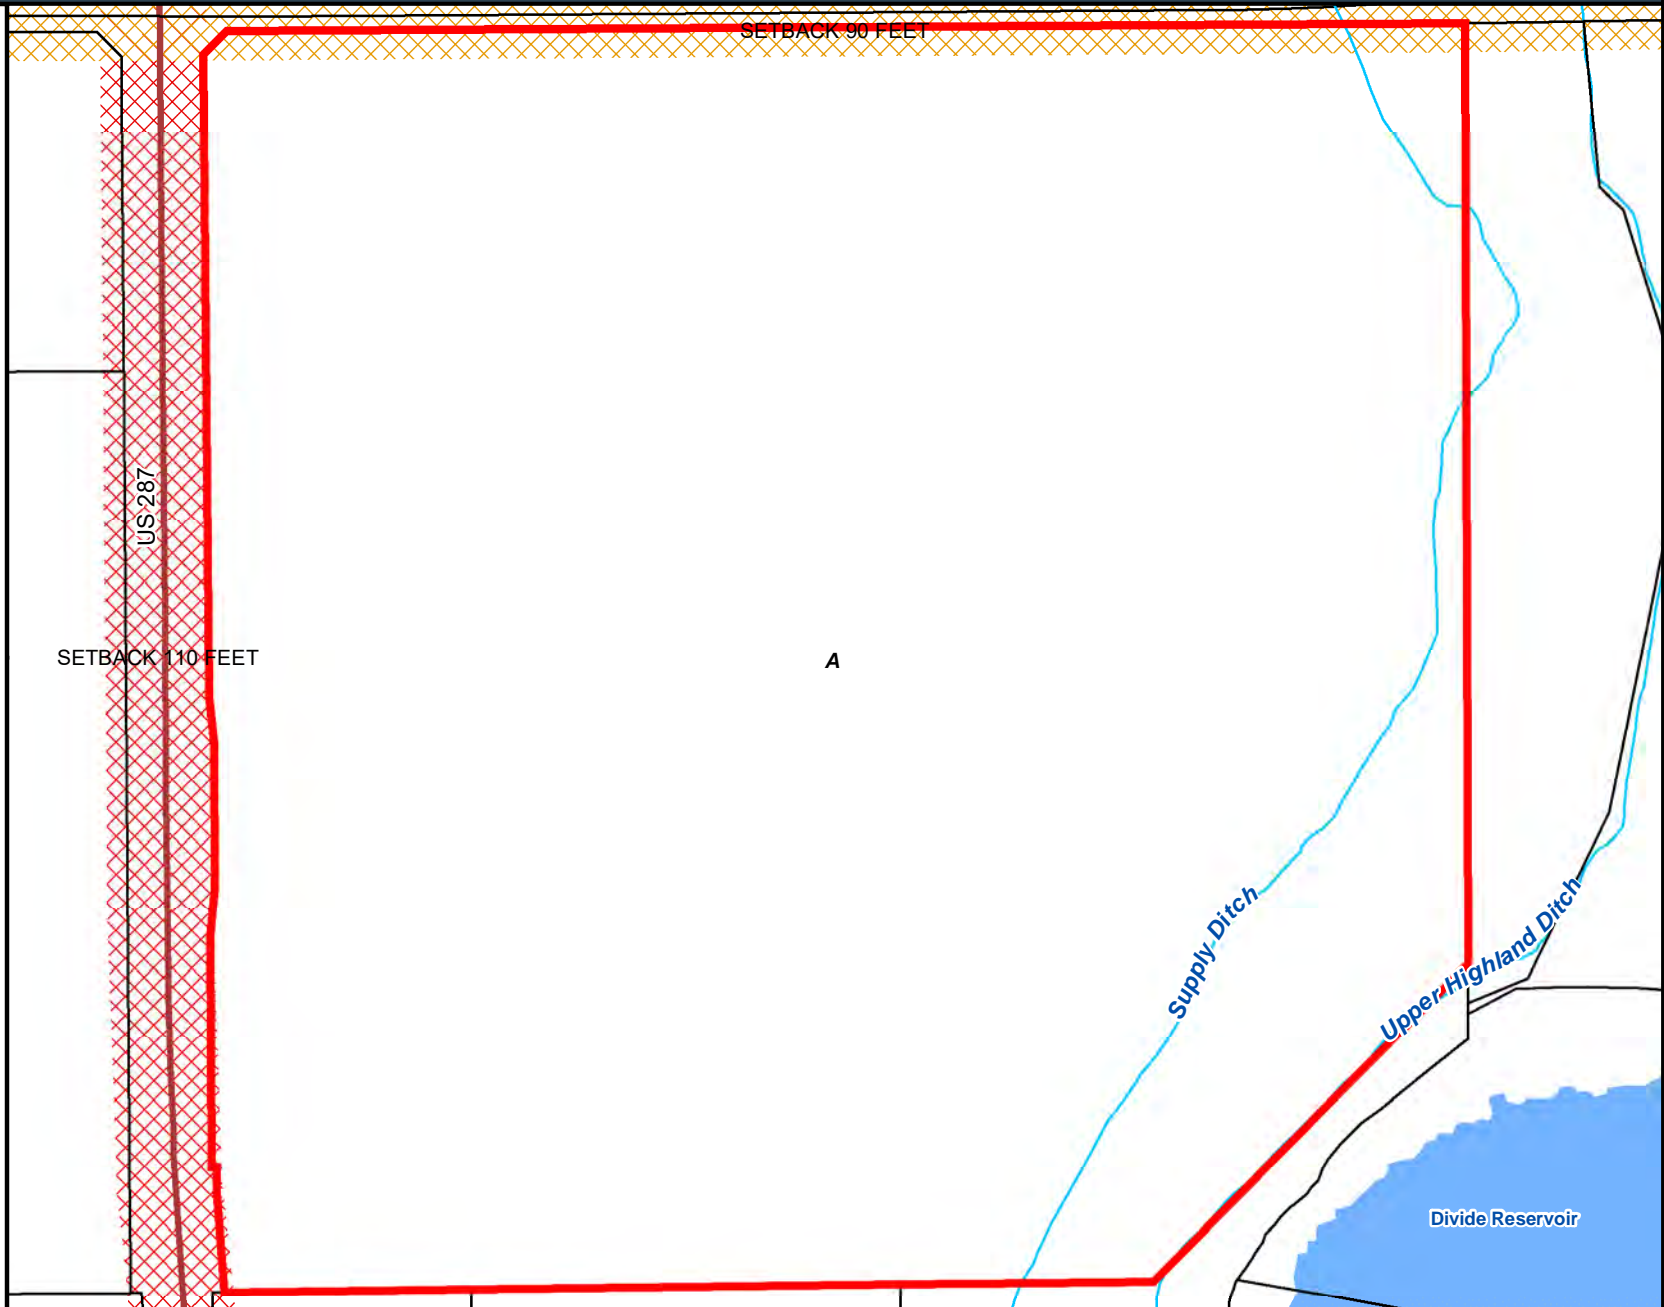 SETBACK 90 FEET
US 287
SETBACK 110 FEET
A
Supply Ditch
Upper Highland Ditch
Divide Reservoir